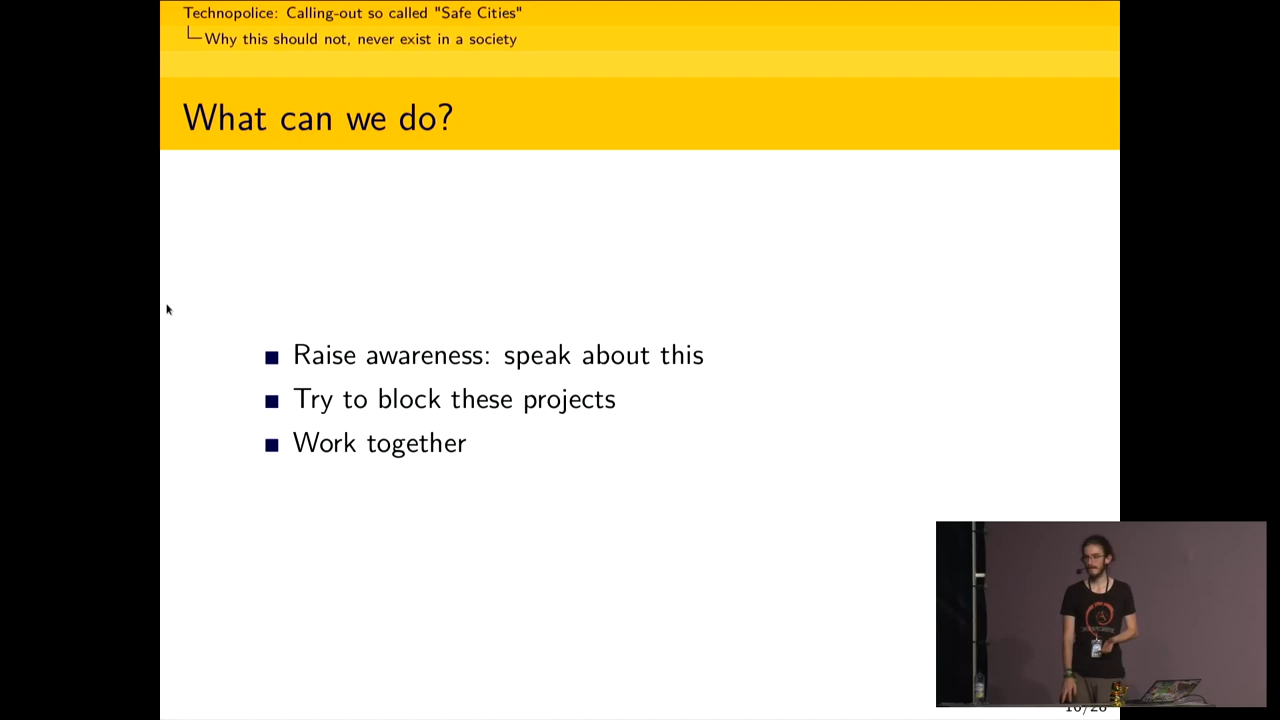 Technopolice: Calling-out so called "Safe Cities"
Why this should not, never exist in a society
What can we do?
Raise awareness: speak about this
Try to block these projects
Work together